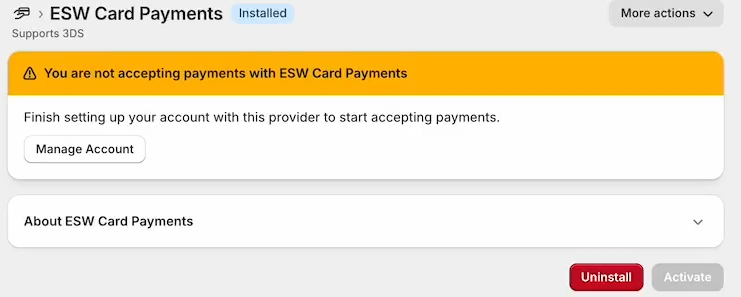 ESW Card Payments Installed More actions
Supports 3DS
You are not accepting payments with ESW Card Payments
Finish setting up your account with this provider to start accepting payments.
Manage Account
About ESW Card Payments
Uninstall Activate